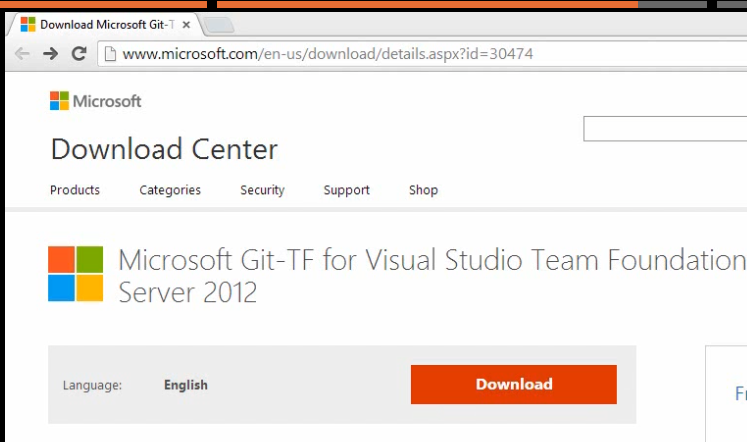 Download Microsoft Git-T
www.microsoft.com/en-us/download/details.aspx?id=30474
Microsoft
Download Center
Products Categories Security Support Shop
Microsoft Git-TF for Visual Studio Team Foundation
Server 2012
Language: English Download